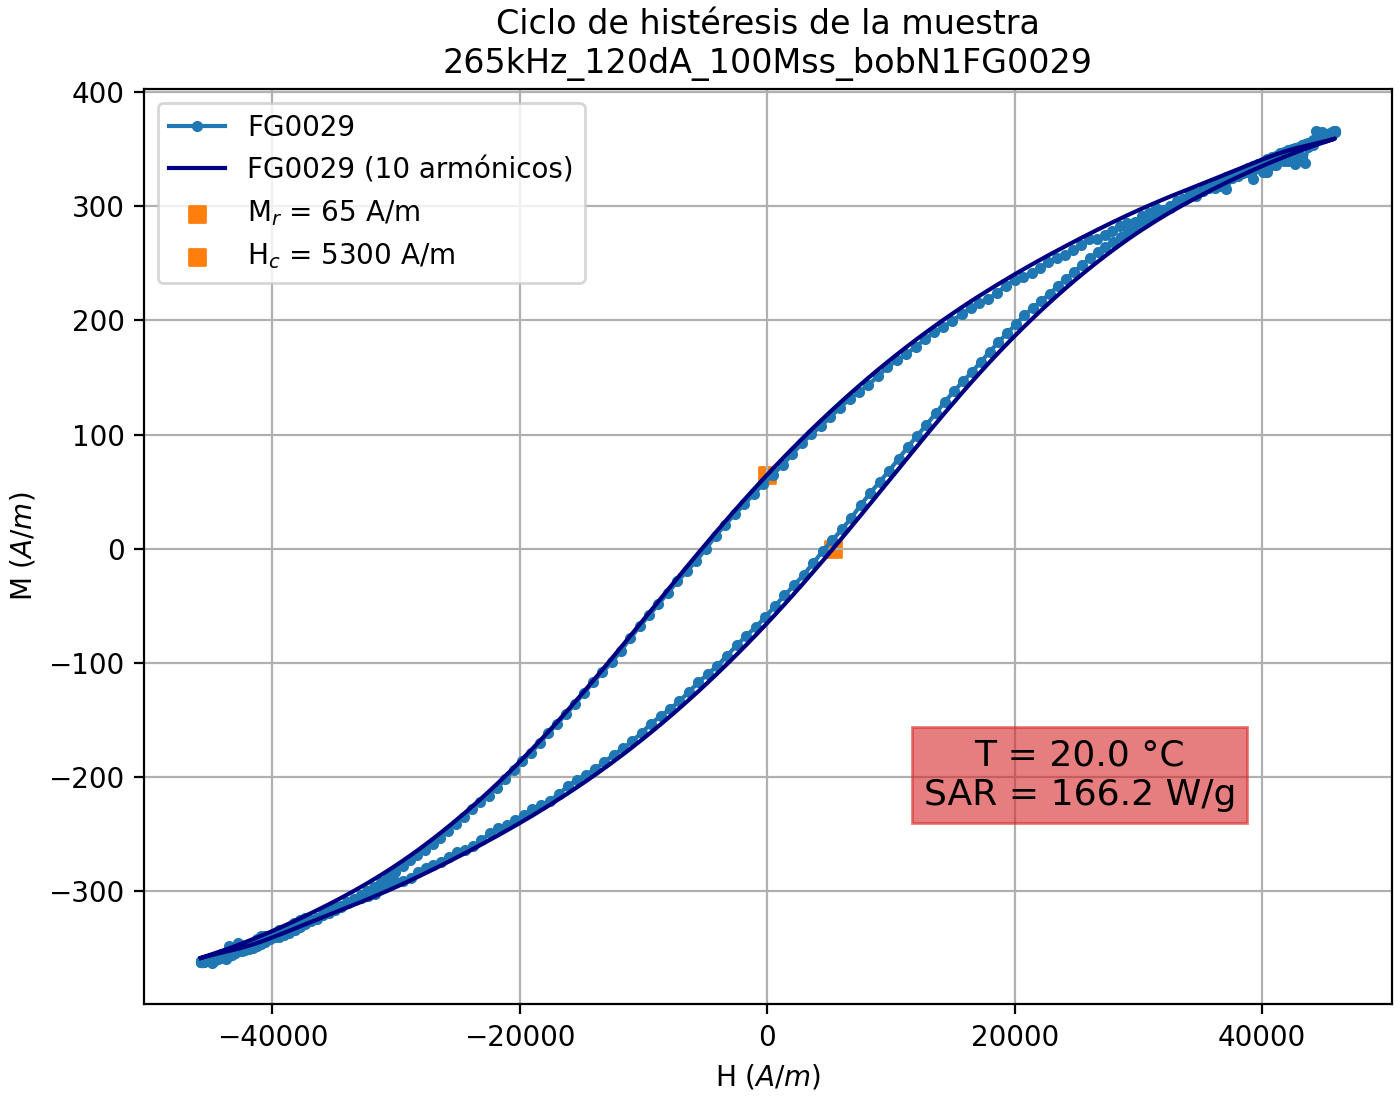 Ciclo de histéresis de la muestra
265kHz_120dA_100Mss_bobN1FG0029
FG0029
FG0029 (10 armónicos)
Mᵣ = 65 A/m
H_c = 5300 A/m
400
300
200
100
0
−100
−200
−300
M (A/m)
T = 20.0 °C
SAR = 166.2 W/g
−40000
−20000
0
20000
40000
H (A/m)